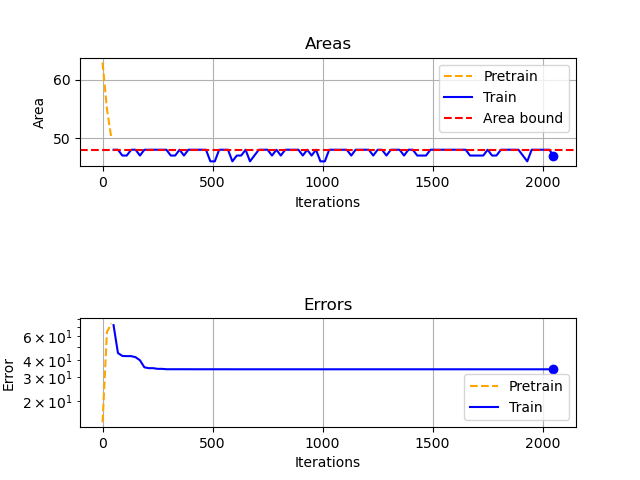 Areas
Area
60
50
Pretrain
Train
Area bound
0 500 1000 1500 2000
Iterations
Errors
Error
6 × 10¹
4 × 10¹
3 × 10¹
2 × 10¹
Pretrain
Train
0 500 1000 1500 2000
Iterations